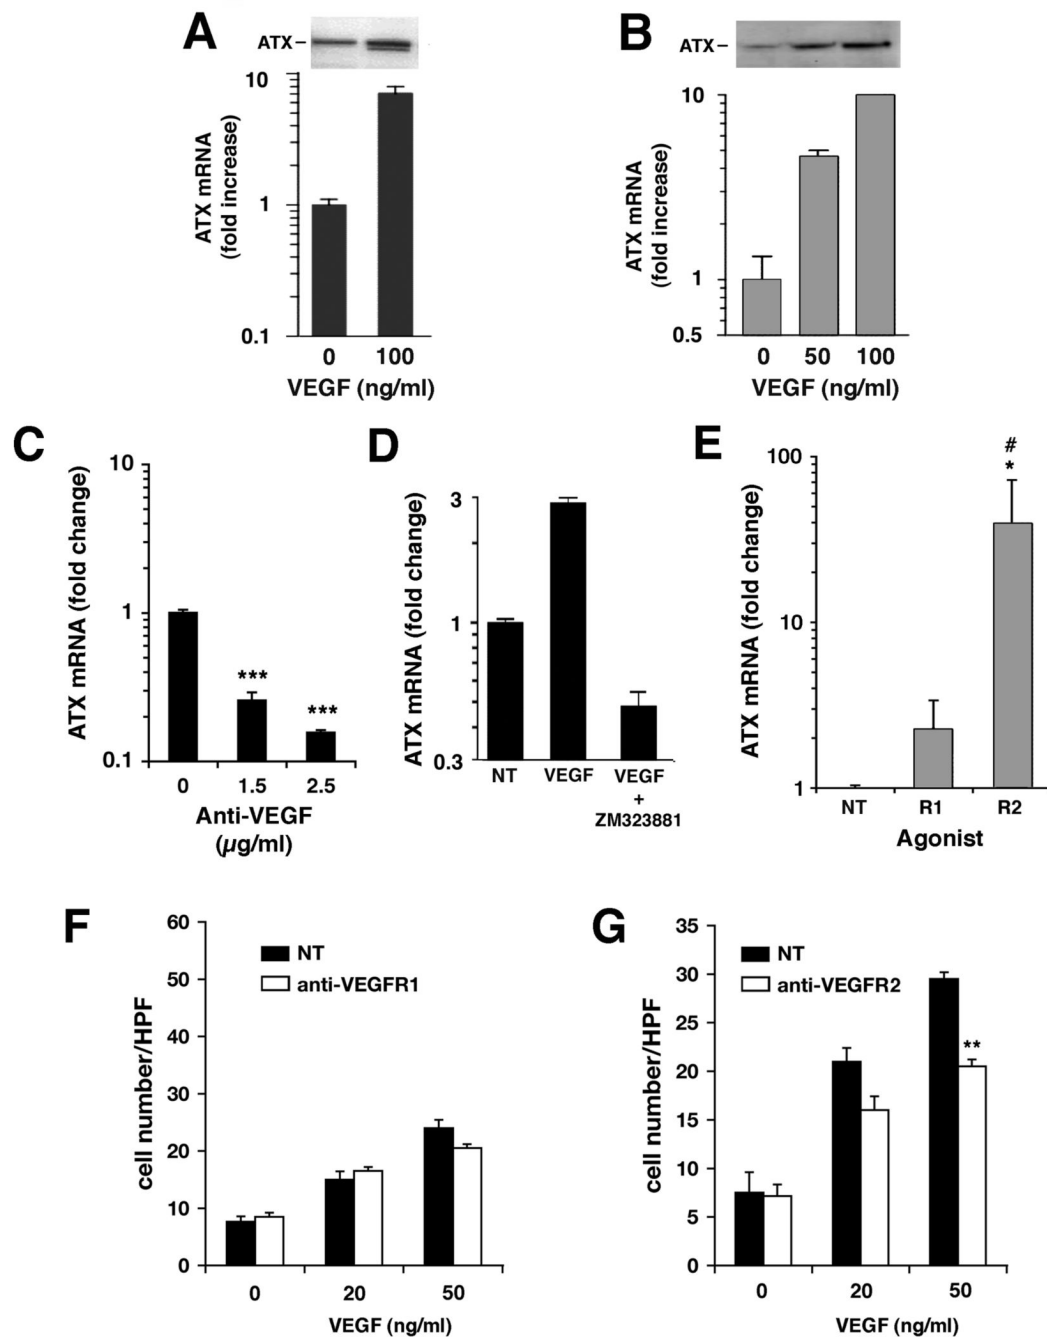 A
ATX
10
1
0.1
ATX mRNA
(fold increase)
0 100
VEGF (ng/ml)
B
ATX
10
1
0.5
ATX mRNA
(fold increase)
0 50 100
VEGF (ng/ml)
C
10
1
0.1
ATX mRNA (fold change)
***
***
0 1.5 2.5
Anti-VEGF
(µg/ml)
D
3
1
0.3
ATX mRNA (fold change)
NT VEGF VEGF
+
ZM323881
E
100
10
1
ATX mRNA (fold change)
#
*
NT R1 R2
Agonist
F
60
50
40
30
20
10
0
cell number/HPF
NT
anti-VEGFR1
0 20 50
VEGF (ng/ml)
G
35
30
25
20
15
10
5
0
cell number/HPF
NT
anti-VEGFR2
**
0 20 50
VEGF (ng/ml)